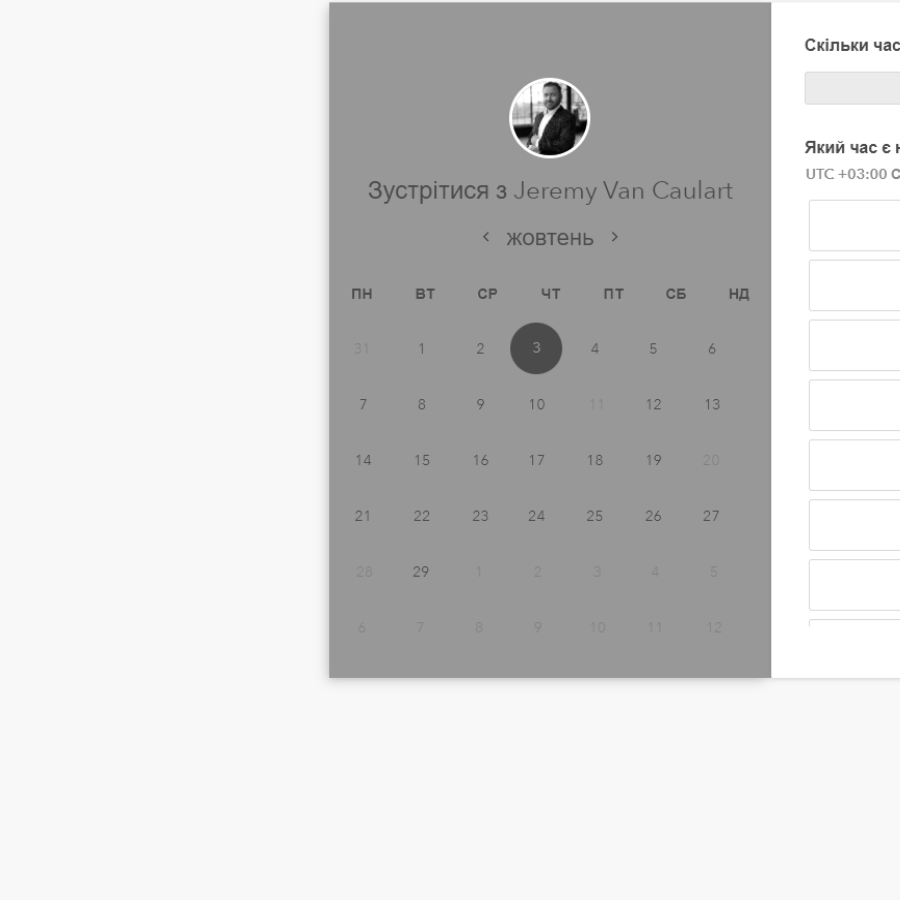 Скільки час
Який час є
UTC +03:00
Зустрітися з Jeremy Van Caulart
жовтень
ПН ВТ СР ЧТ ПТ СБ НД
31 1 2 3 4 5 6
7 8 9 10 11 12 13
14 15 16 17 18 19 20
21 22 23 24 25 26 27
28 29 1 2 3 4 5
6 7 8 9 10 11 12